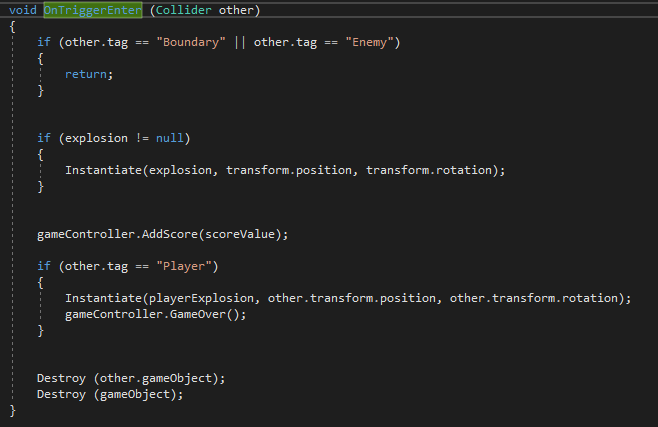 void OnTriggerEnter (Collider other)
{
if (other.tag == "Boundary" || other.tag == "Enemy")
{
return;
}
if (explosion != null)
{
Instantiate(explosion, transform.position, transform.rotation);
}
gameController.AddScore(scoreValue);
if (other.tag == "Player")
{
Instantiate(playerExplosion, other.transform.position, other.transform.rotation);
gameController.GameOver();
}
Destroy (other.gameObject);
Destroy (gameObject);
}